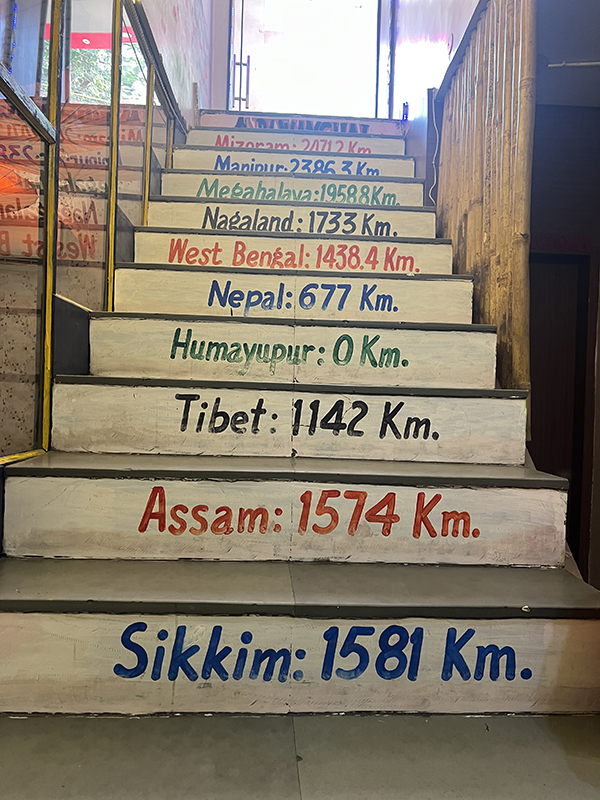 Mizoram: 2471.2 Km.
Manipur: 2386.3 Km.
Megahalaya: 1958.8 Km.
Nagaland: 1733 Km.
West Bengal: 1438.4 Km.
Nepal: 677 Km.
Humayupur: 0 Km.
Tibet: 1142 Km.
Assam: 1574 Km.
Sikkim: 1581 Km.